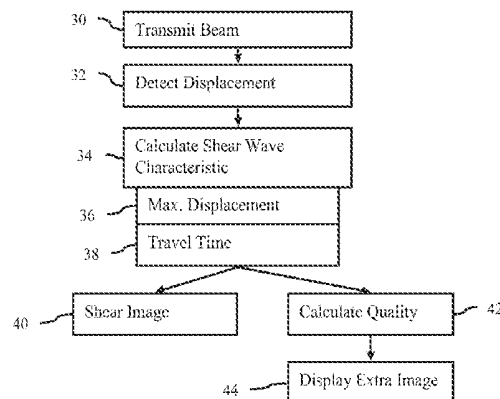 30
Transmit Beam
32
Detect Displacement
34
Calculate Shear Wave
Characteristic
36
Max. Displacement
38
Travel Time
40
Shear Image
Calculate Quality
42
44
Display Extra Image